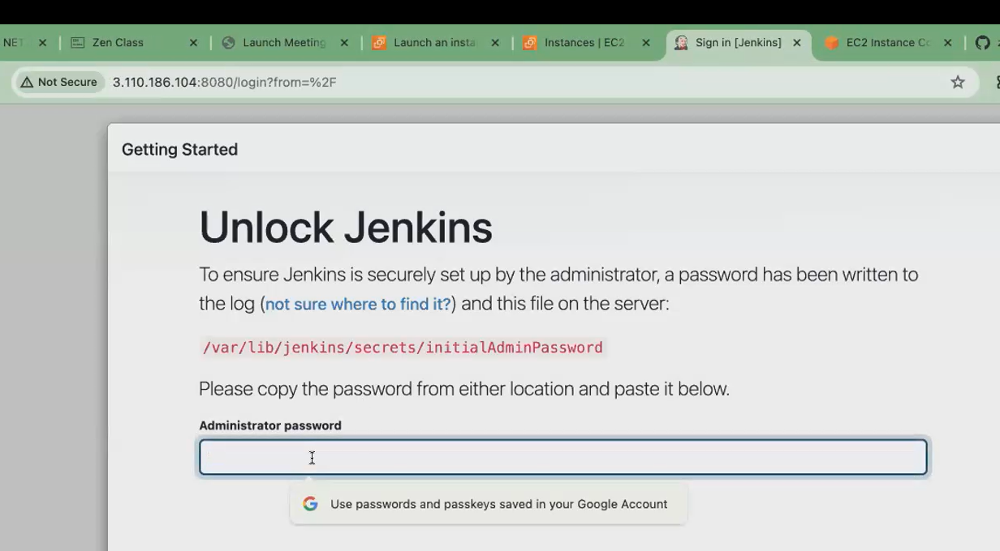 NET
Zen Class
Launch Meeting
Launch an insta
Instances | EC2
Sign in [Jenkins]
EC2 Instance Co
Not Secure
3.110.186.104:8080/login?from=%2F
Getting Started
Unlock Jenkins
To ensure Jenkins is securely set up by the administrator, a password has been written to
the log (not sure where to find it?) and this file on the server:
/var/lib/jenkins/secrets/initialAdminPassword
Please copy the password from either location and paste it below.
Administrator password
Use passwords and passkeys saved in your Google Account